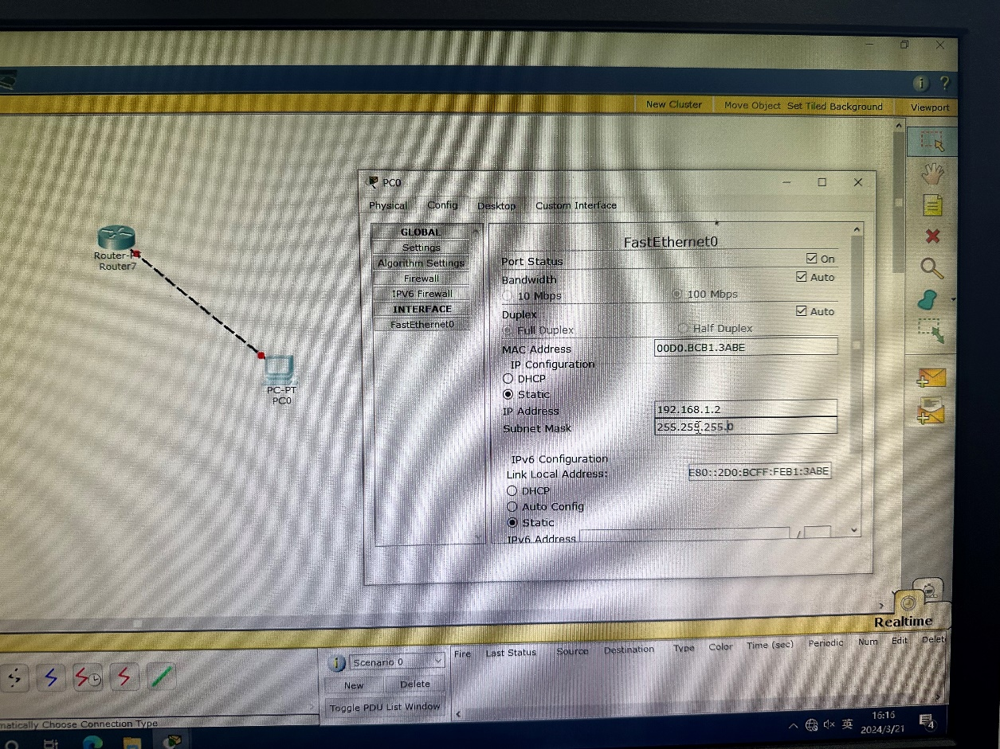 New Cluster Move Object Set Tiled Background Viewport
PC0
Physical Config Desktop Custom Interface
GLOBAL
Settings
Algorithm Settings
Firewall
IPV6 Firewall
INTERFACE
FastEthernet0
FastEthernet0
Port Status On
Bandwidth Auto
10 Mbps 100 Mbps
Duplex Auto
Full Duplex Half Duplex
MAC Address 00D0.BCB1.3ABE
IP Configuration
DHCP
Static
IP Address 192.168.1.2
Subnet Mask 255.255.255.0
IPv6 Configuration
Link Local Address: E80::2D0:BCFF:FEB1:3ABE
DHCP
Auto Config
Static
IPv6 Address /
Router-PT
Router7
PC-PT
PC0
Realtime
Scenario 0
New Delete
Toggle PDU List Window
Fire Last Status Source Destination Type Color Time (sec) Periodic Num Edit Delet
matically Choose Connection Type
英
16:16
2024/3/21
4